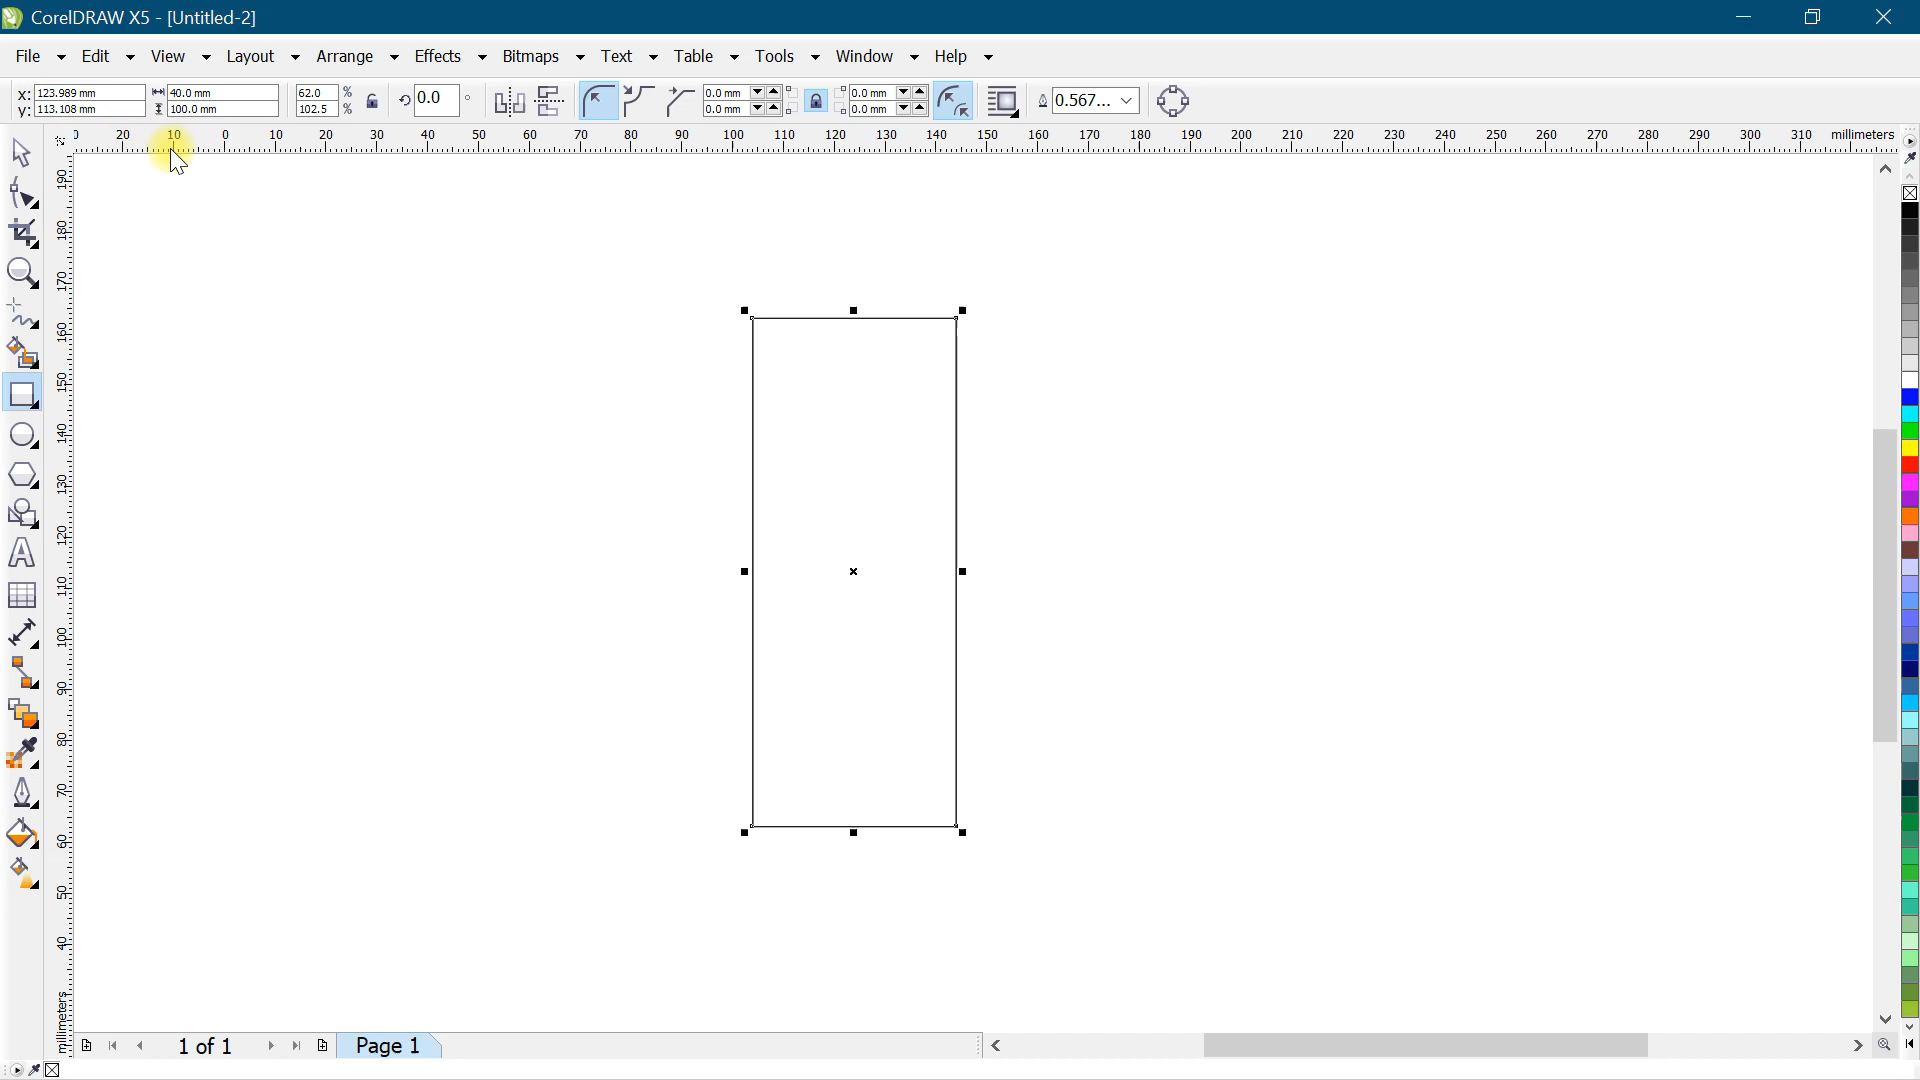 CorelDRAW X5 - [Untitled-2]
File Edit View Layout Arrange Effects Bitmaps Text Table Tools Window Help
x: 123.989 mm 40.0 mm 62.0 % 0.0 ° 0.0 mm 0.0 mm 0.567...
y: 113.108 mm 100.0 mm 102.5 % 0.0 mm 0.0 mm
20 10 0 10 20 30 40 50 60 70 80 90 100 110 120 130 140 150 160 170 180 190 200 210 220 230 240 250 260 270 280 290 300 310 millimeters
190
180
170
160
150
140
130
120
110
100
90
80
70
60
50
40
millimeters
1 of 1 Page 1